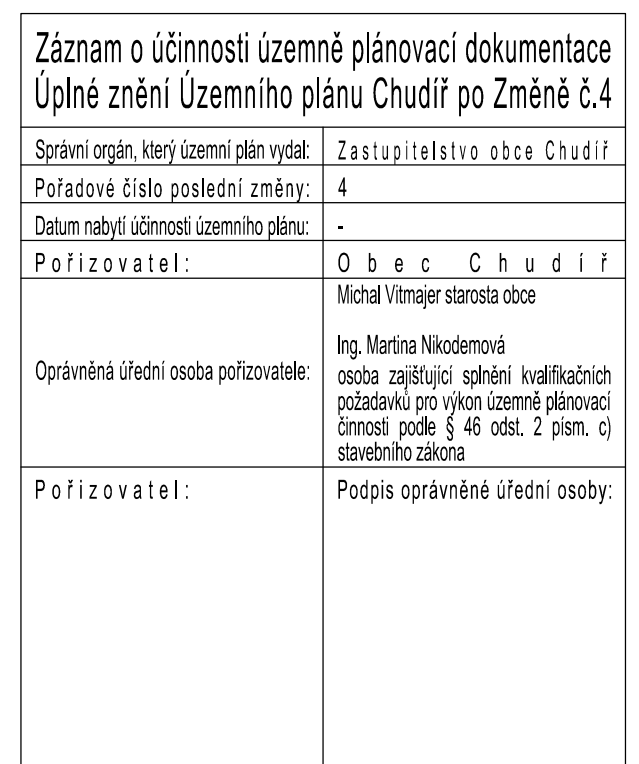 Záznam o účinnosti územně plánovací dokumentace
Úplné znění Územního plánu Chudíř po Změně č.4
Správní orgán, který územní plán vydal: Zastupitelstvo obce Chudíř
Pořadové číslo poslední změny: 4
Datum nabytí účinnosti územního plánu: -
Pořizovatel: Obec Chudíř
Oprávněná úřední osoba pořizovatele:
Michal Vitmajer starosta obce
Ing. Martina Nikodemová
osoba zajišťující splnění kvalifikačních
požadavků pro výkon územně plánovací
činnosti podle § 46 odst. 2 písm. c)
stavebního zákona
Pořizovatel: Podpis oprávněné úřední osoby: